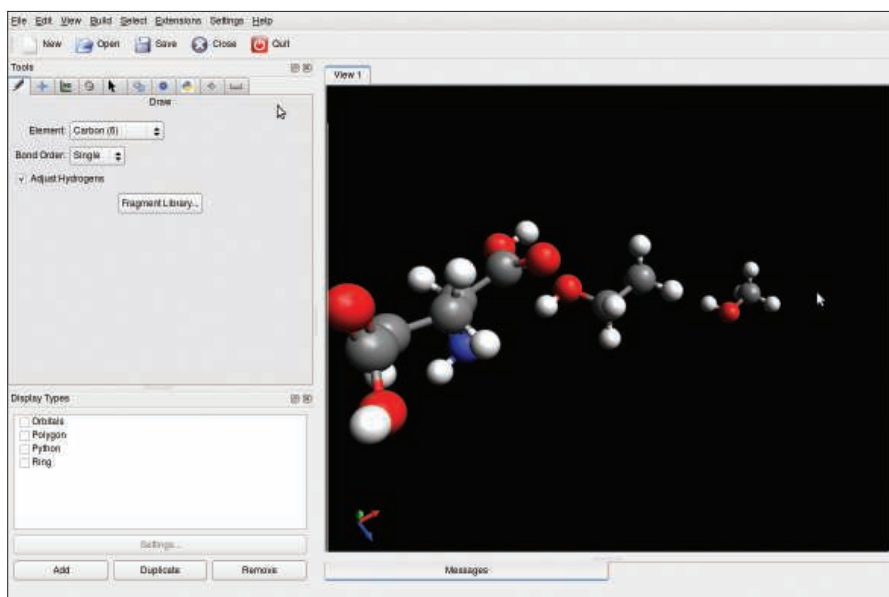 File Edit View Build Select Extensions Settings Help
New Open Save Close Quit
Tools
View 1
Draw
Element: Carbon (6)
Bond Order: Single
Adjust Hydrogens
Fragment Library...
Display Types
Orbitals
Polygon
Python
Ring
Settings...
Add Duplicate Remove
Messages